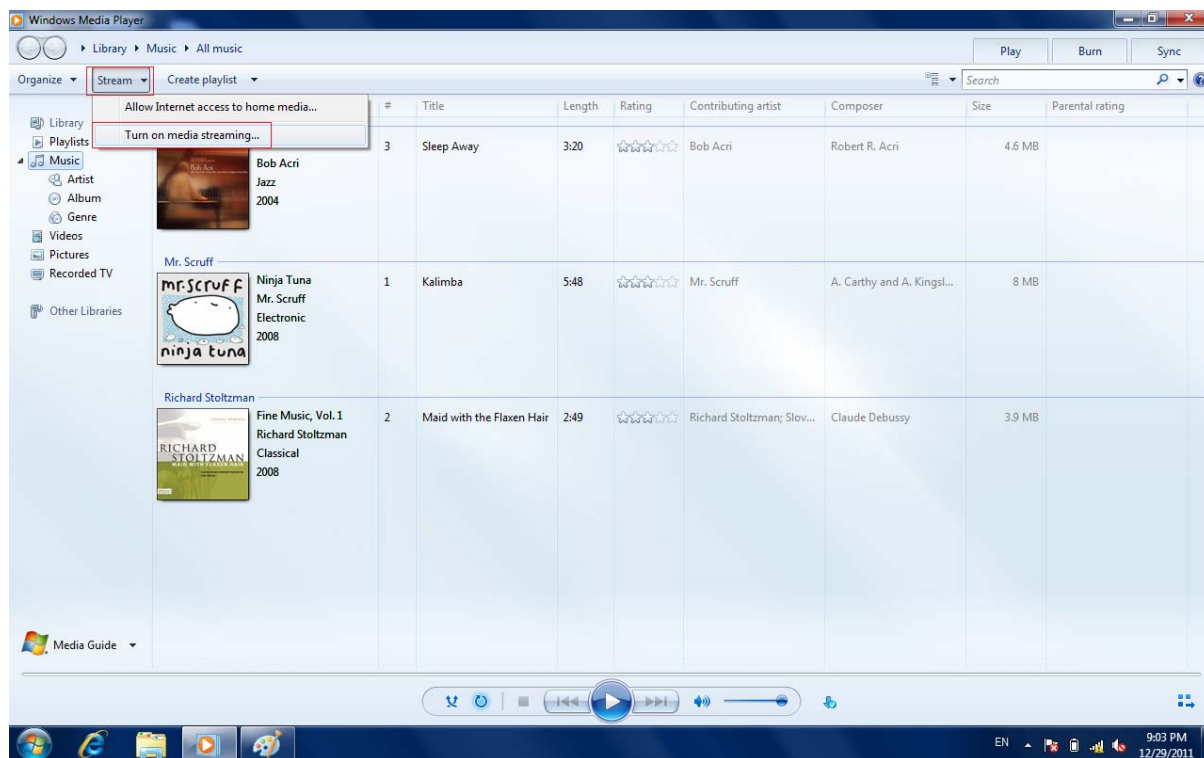 Windows Media Player
Library ▸ Music ▸ All music
Play Burn Sync
Organize Stream Create playlist Search
Allow Internet access to home media...
Turn on media streaming...
# Title Length Rating Contributing artist Composer Size Parental rating
Library
Playlists
Music
Artist
Album
Genre
Videos
Pictures
Recorded TV
Other Libraries
Bob Acri
Jazz
2004
3 Sleep Away 3:20 Bob Acri Robert R. Acri 4.6 MB
Mr. Scruff
mr.scruff
ninja tuna
Ninja Tuna
Mr. Scruff
Electronic
2008
1 Kalimba 5:48 Mr. Scruff A. Carthy and A. Kingsl... 8 MB
Richard Stoltzman
RICHARD
STOLTZMAN
MAID WITH FLAXEN HAIR
Fine Music, Vol. 1
Richard Stoltzman
Classical
2008
2 Maid with the Flaxen Hair 2:49 Richard Stoltzman; Slov... Claude Debussy 3.9 MB
Media Guide
EN
9:03 PM
12/29/2011